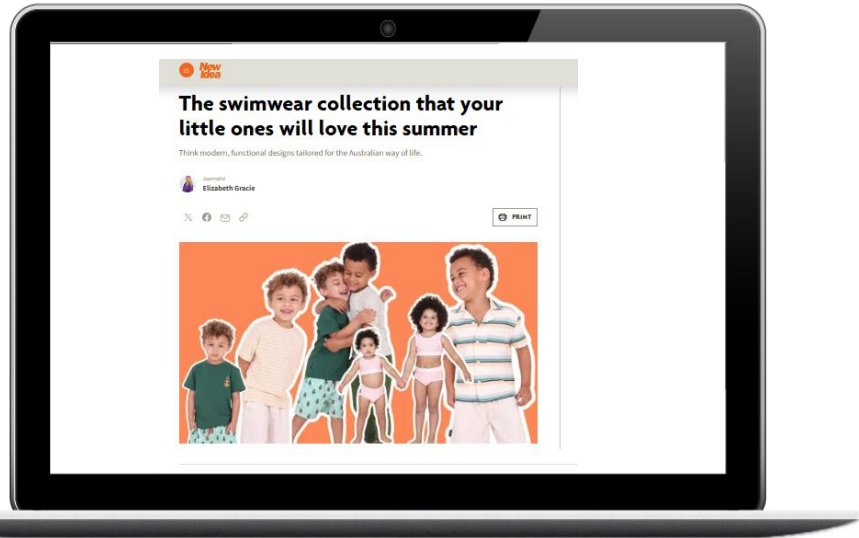 New
Idea
The swimwear collection that your
little ones will love this summer
Think modern, functional designs tailored for the Australian way of life.
Journalist
Elizabeth Gracie
PRINT